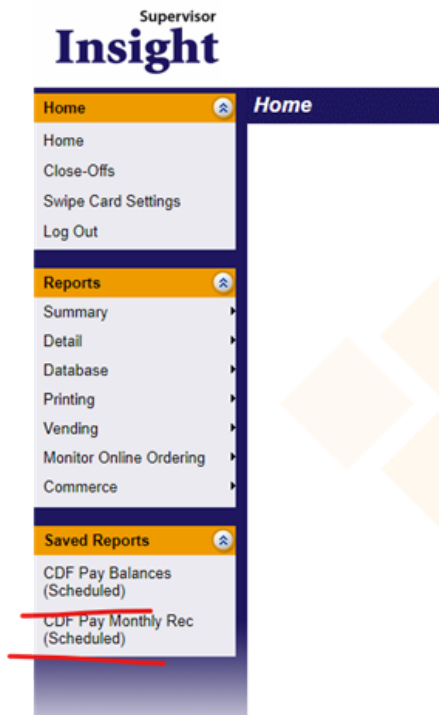 Supervisor
Insight
Home
Home
Home
Close-Offs
Swipe Card Settings
Log Out
Reports
Summary
Detail
Database
Printing
Vending
Monitor Online Ordering
Commerce
Saved Reports
CDF Pay Balances
(Scheduled)
CDF Pay Monthly Rec
(Scheduled)